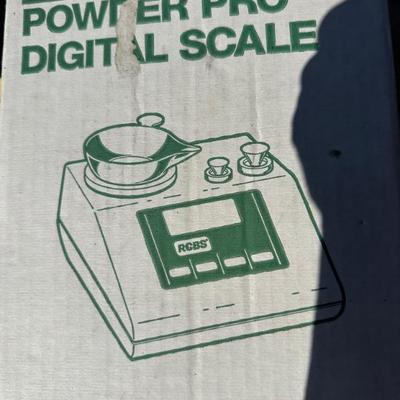 POWDER PRO
DIGITAL SCALE
RCBS